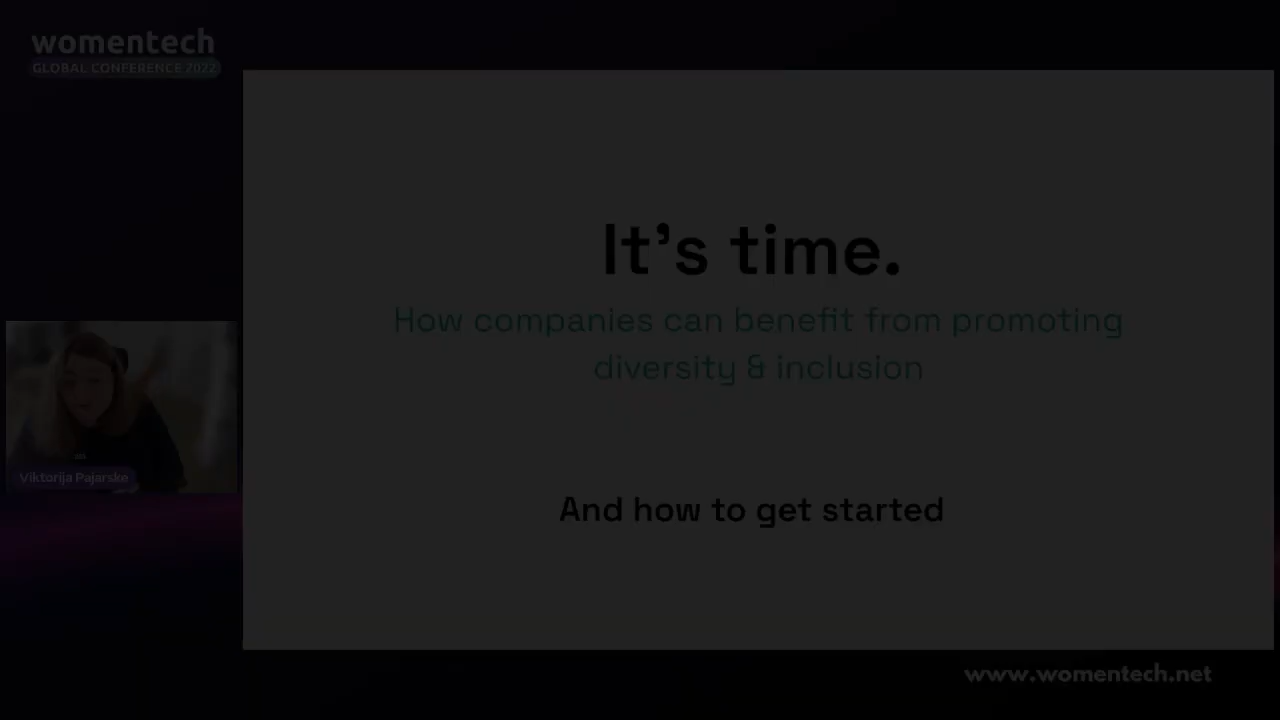 womentech
GLOBAL CONFERENCE 2022
It's time.
How companies can benefit from promoting
diversity & inclusion
And how to get started
Viktorija Pajarske
www.womentech.net